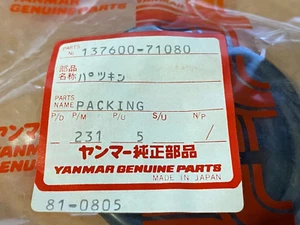 PARTS
No. 137600-71080
部品
名称 パツキン
PARTS
NAME PACKING
P/D P/M P/U S/U N/P
231 5 /
ヤンマー純正部品
YANMAR GENUINE PARTS
MADE IN JAPAN
81-0805